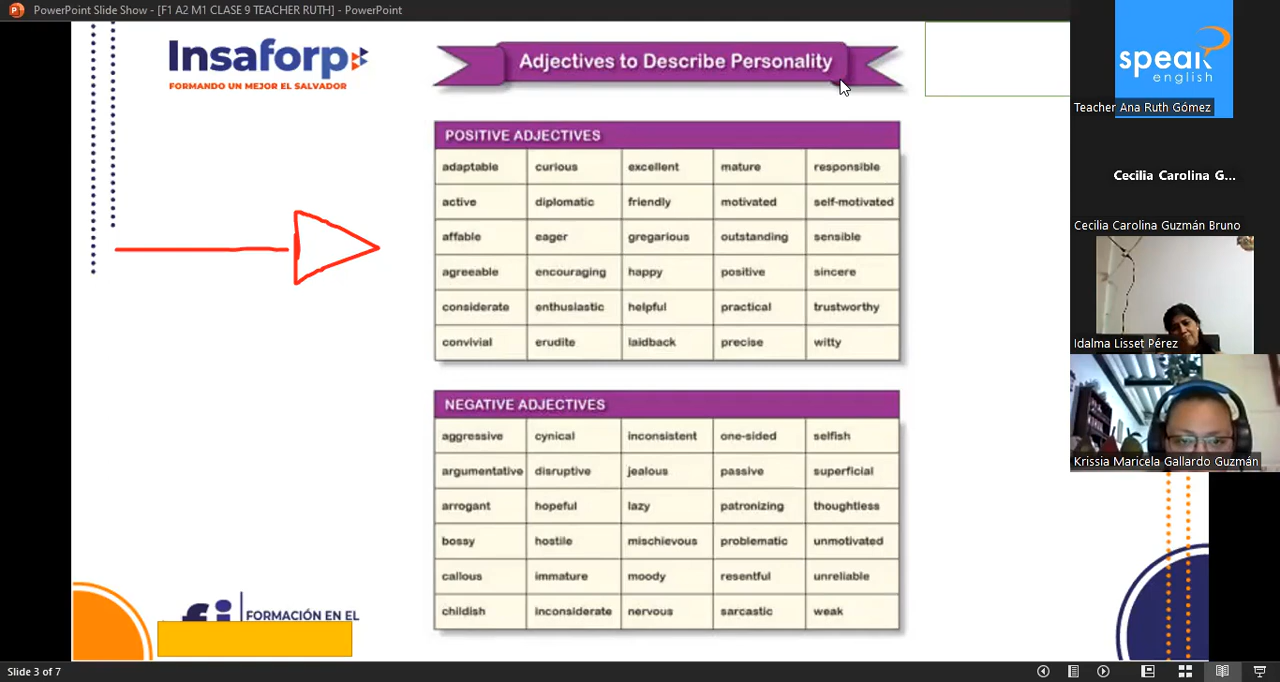 PowerPoint Slide Show - [F1 A2 M1 CLASE 9 TEACHER RUTH] - PowerPoint
Insaforp
FORMANDO UN MEJOR EL SALVADOR
Adjectives to Describe Personality
POSITIVE ADJECTIVES
adaptable curious excellent mature responsible
active diplomatic friendly motivated self-motivated
affable eager gregarious outstanding sensible
agreeable encouraging happy positive sincere
considerate enthusiastic helpful practical trustworthy
convivial erudite laidback precise witty
NEGATIVE ADJECTIVES
aggressive cynical inconsistent one-sided selfish
argumentative disruptive jealous passive superficial
arrogant hopeful lazy patronizing thoughtless
bossy hostile mischievous problematic unmotivated
callous immature moody resentful unreliable
childish inconsiderate nervous sarcastic weak
FORMACIÓN EN EL
speak
english
Teacher Ana Ruth Gómez
Cecilia Carolina G...
Cecilia Carolina Guzmán Bruno
Idalma Lisset Pérez
Krissia Maricela Gallardo Guzmán
Slide 3 of 7